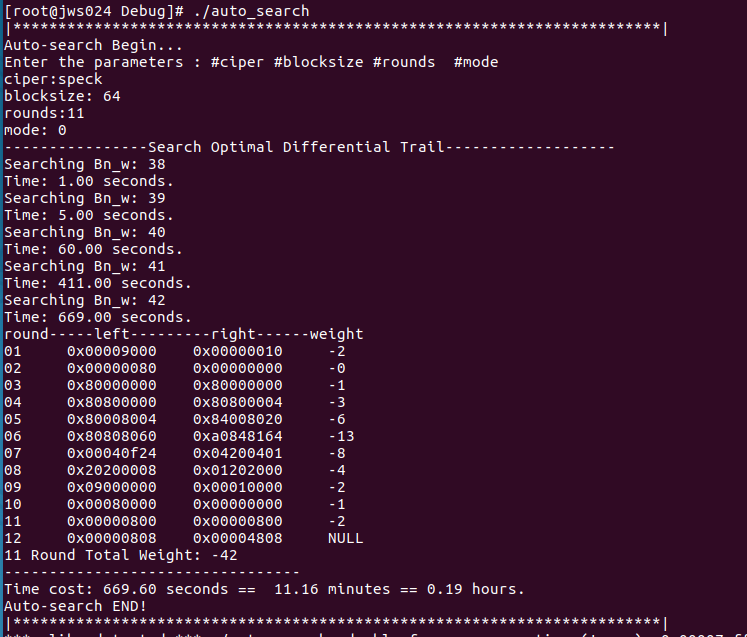 [root@jws024 Debug]# ./auto_search
|************************************************************************|
Auto-search Begin...
Enter the parameters : #ciper #blocksize #rounds  #mode
ciper:speck
blocksize: 64
rounds:11
mode: 0
----------------Search Optimal Differential Trail-------------------
Searching Bn_w: 38
Time: 1.00 seconds.
Searching Bn_w: 39
Time: 5.00 seconds.
Searching Bn_w: 40
Time: 60.00 seconds.
Searching Bn_w: 41
Time: 411.00 seconds.
Searching Bn_w: 42
Time: 669.00 seconds.
round-----left---------right------weight
01     0x00009000    0x00000010     -2
02     0x00000080    0x00000000     -0
03     0x80000000    0x80000000     -1
04     0x80800000    0x80800004     -3
05     0x80008004    0x84008020     -6
06     0x80808060    0xa0848164     -13
07     0x00040f24    0x04200401     -8
08     0x20200008    0x01202000     -4
09     0x09000000    0x00010000     -2
10     0x00080000    0x00000000     -1
11     0x00000800    0x00000800     -2
12     0x00000808    0x00004808     NULL
11 Round Total Weight: -42
---------------------------------
Time cost: 669.60 seconds ==  11.16 minutes == 0.19 hours.
Auto-search END!
|************************************************************************|